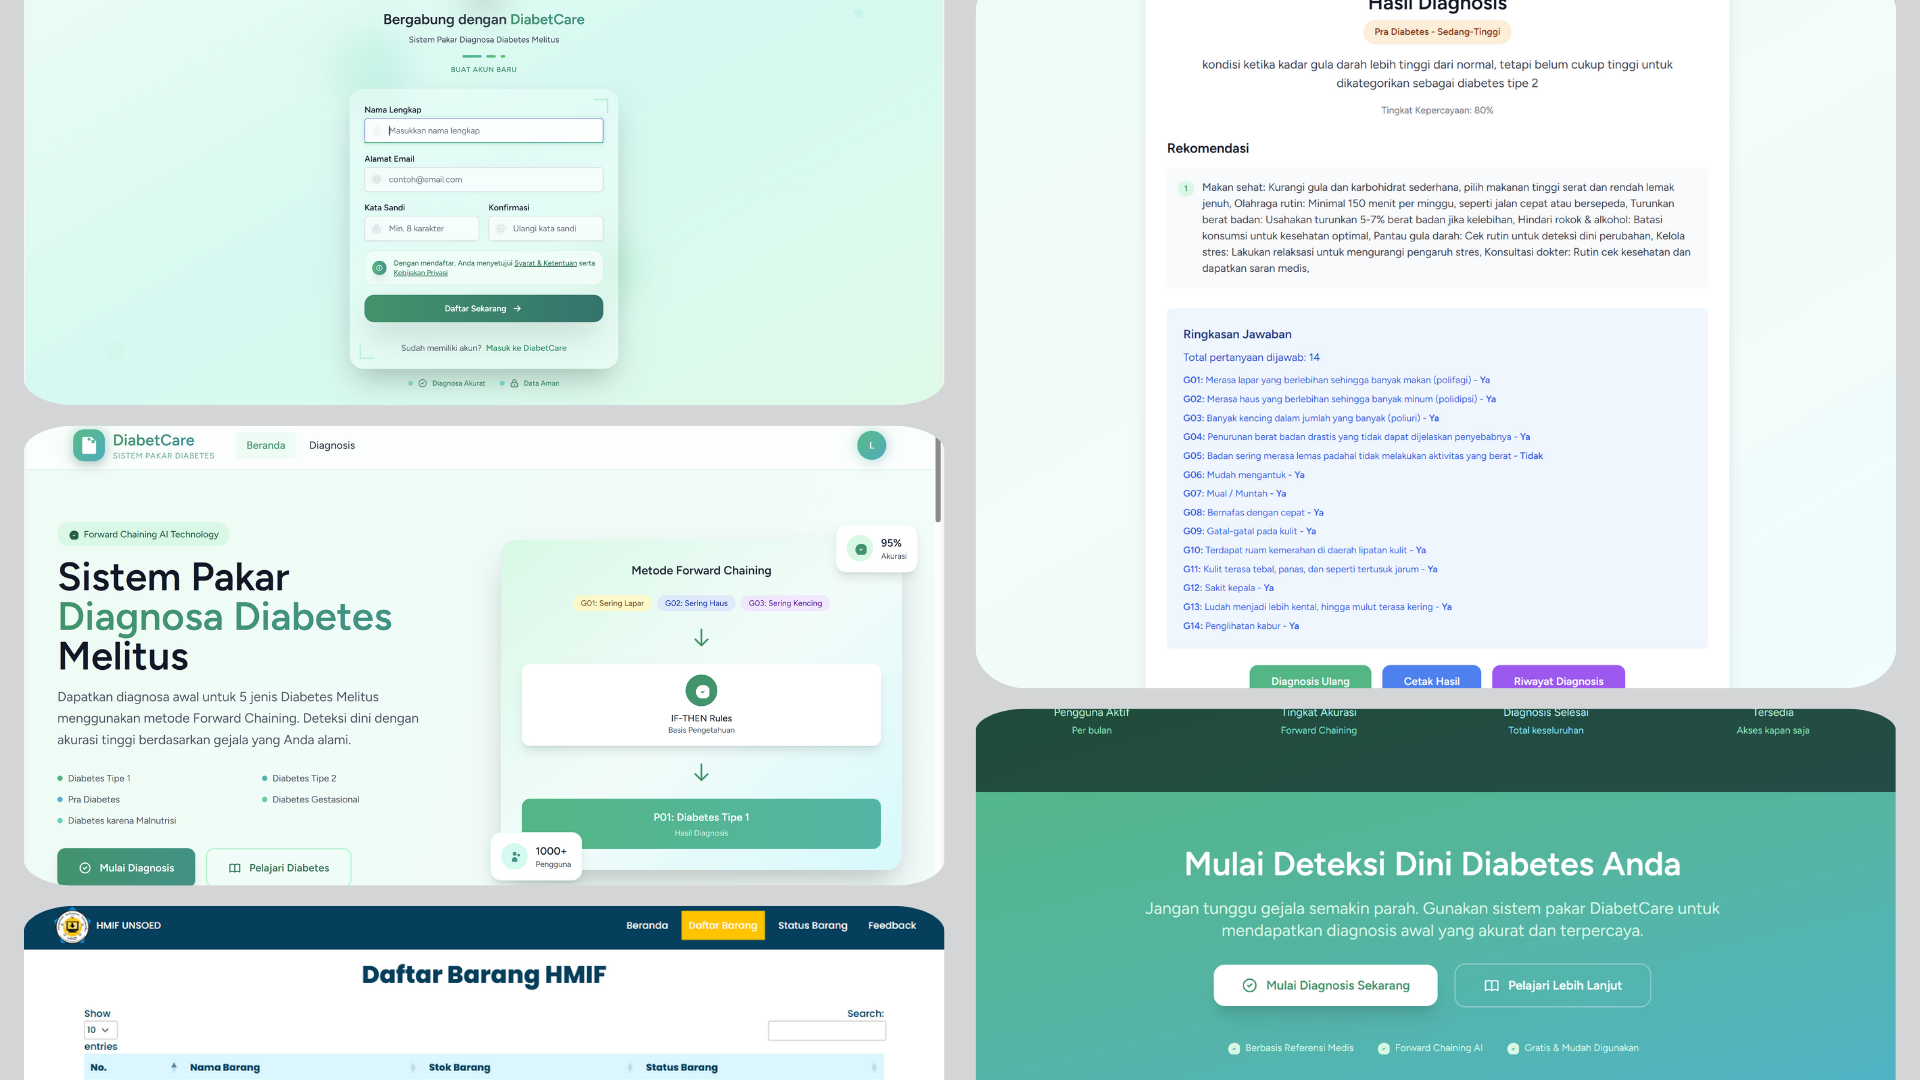 Bergabung dengan DiabetCare
Sistem Pakar Diagnosa Diabetes Melitus
BUAT AKUN BARU
Nama Lengkap
Masukkan nama lengkap
Alamat Email
contoh@email.com
Kata Sandi
Konfirmasi
Min. 8 karakter
Ulangi kata sandi
Dengan mendaftar, Anda menyetujui Syarat & Ketentuan serta
Kebijakan Privasi
Daftar Sekarang
Sudah memiliki akun? Masuk ke DiabetCare
Diagnosa Akurat
Data Aman
DiabetCare
SISTEM PAKAR DIABETES
Beranda
Diagnosis
L
Forward Chaining AI Technology
Sistem Pakar
Diagnosa Diabetes
Melitus
Dapatkan diagnosa awal untuk 5 jenis Diabetes Melitus
menggunakan metode Forward Chaining. Deteksi dini dengan
akurasi tinggi berdasarkan gejala yang Anda alami.
Diabetes Tipe 1
Diabetes Tipe 2
Pra Diabetes
Diabetes Gestasional
Diabetes karena Malnutrisi
Mulai Diagnosis
Pelajari Diabetes
95%
Akurasi
Metode Forward Chaining
G01: Sering Lapar
G02: Sering Haus
G03: Sering Kencing
IF-THEN Rules
Basis Pengetahuan
P01: Diabetes Tipe 1
Hasil Diagnosis
1000+
Pengguna
HMIF UNSOED
Beranda
Daftar Barang
Status Barang
Feedback
Daftar Barang HMIF
Show
10
entries
Search:
No.
Nama Barang
Stok Barang
Status Barang
Hasil Diagnosis
Pra Diabetes - Sedang-Tinggi
kondisi ketika kadar gula darah lebih tinggi dari normal, tetapi belum cukup tinggi untuk
dikategorikan sebagai diabetes tipe 2
Tingkat Kepercayaan: 80%
Rekomendasi
1
Makan sehat: Kurangi gula dan karbohidrat sederhana, pilih makanan tinggi serat dan rendah lemak
jenuh, Olahraga rutin: Minimal 150 menit per minggu, seperti jalan cepat atau bersepeda, Turunkan
berat badan: Usahakan turunkan 5-7% berat badan jika kelebihan, Hindari rokok & alkohol: Batasi
konsumsi untuk kesehatan optimal, Pantau gula darah: Cek rutin untuk deteksi dini perubahan, Kelola
stres: Lakukan relaksasi untuk mengurangi pengaruh stres, Konsultasi dokter: Rutin cek kesehatan dan
dapatkan saran medis,
Ringkasan Jawaban
Total pertanyaan dijawab: 14
G01: Merasa lapar yang berlebihan sehingga banyak makan (polifagi) - Ya
G02: Merasa haus yang berlebihan sehingga banyak minum (polidipsi) - Ya
G03: Banyak kencing dalam jumlah yang banyak (poliuri) - Ya
G04: Penurunan berat badan drastis yang tidak dapat dijelaskan penyebabnya - Ya
G05: Badan sering merasa lemas padahal tidak melakukan aktivitas yang berat - Tidak
G06: Mudah mengantuk - Ya
G07: Mual / Muntah - Ya
G08: Bernafas dengan cepat - Ya
G09: Gatal-gatal pada kulit - Ya
G10: Terdapat ruam kemerahan di daerah lipatan kulit - Ya
G11: Kulit terasa tebal, panas, dan seperti tertusuk jarum - Ya
G12: Sakit kepala - Ya
G13: Ludah menjadi lebih kental, hingga mulut terasa kering - Ya
G14: Penglihatan kabur - Ya
Diagnosis Ulang
Cetak Hasil
Riwayat Diagnosis
Pengguna Aktif
Per bulan
Tingkat Akurasi
Forward Chaining
Diagnosis Selesai
Total keseluruhan
Tersedia
Akses kapan saja
Mulai Deteksi Dini Diabetes Anda
Jangan tunggu gejala semakin parah. Gunakan sistem pakar DiabetCare untuk
mendapatkan diagnosis awal yang akurat dan terpercaya.
Mulai Diagnosis Sekarang
Pelajari Lebih Lanjut
Berbasis Referensi Medis
Forward Chaining AI
Gratis & Mudah Digunakan